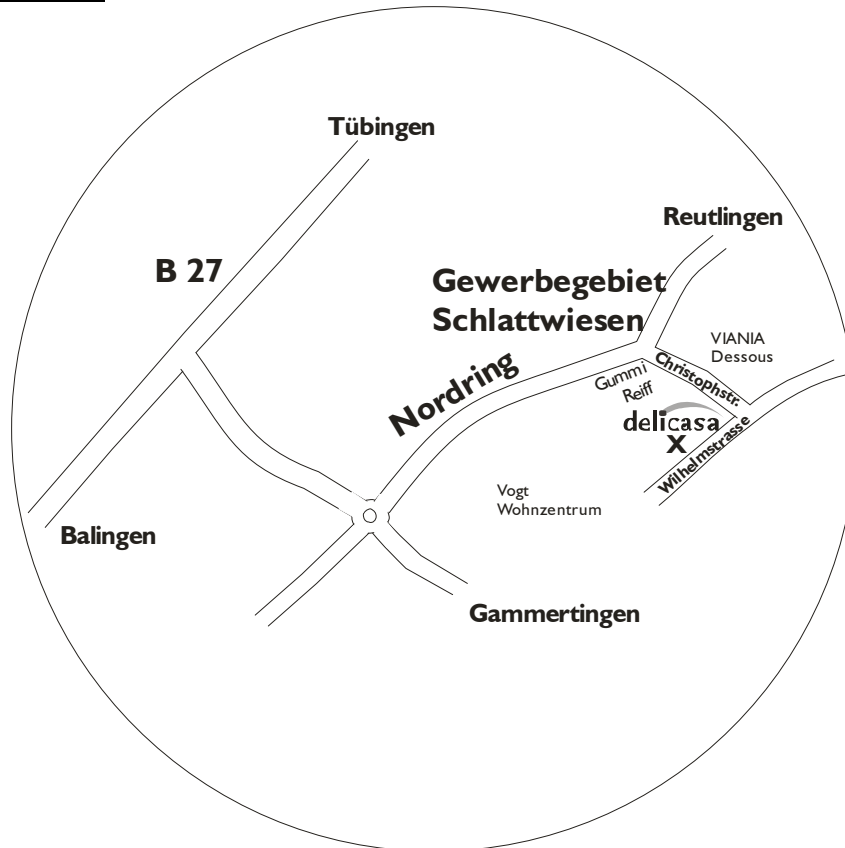 Tübingen
Reutlingen
B 27
Gewerbegebiet
Schlattwiesen
VIANIA
Dessous
Christophstr.
Gummi
Reiff
Nordring
delicasa
X
Wilhelmstrasse
Vogt
Wohnzentrum
Balingen
Gammertingen